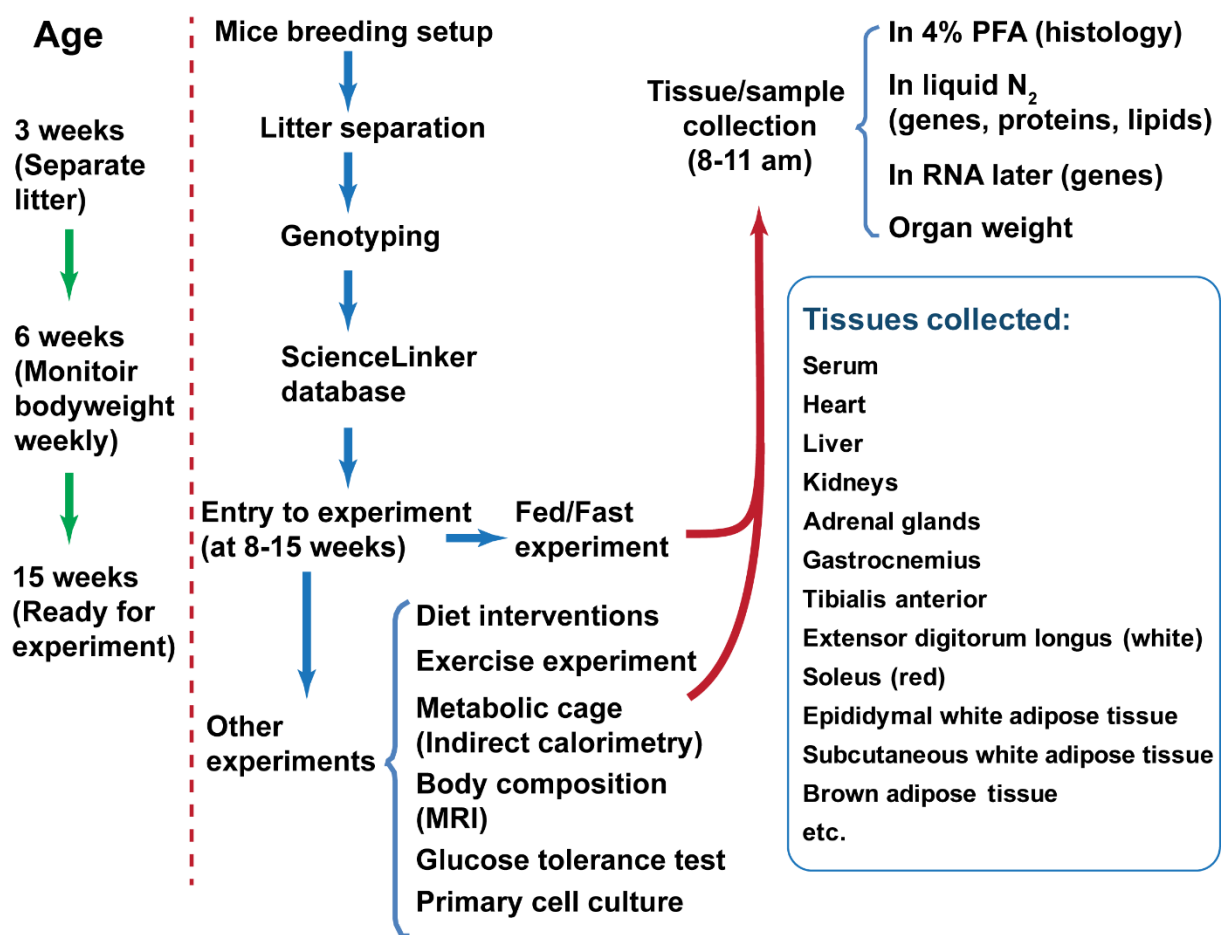 Age
3 weeks
(Separate
litter)
6 weeks
(Monitoir
bodyweight
weekly)
15 weeks
(Ready for
experiment)
Mice breeding setup
Litter separation
Genotyping
ScienceLinker
database
Entry to experiment
(at 8-15 weeks)
Fed/Fast
experiment
Other
experiments
Diet interventions
Exercise experiment
Metabolic cage
(Indirect calorimetry)
Body composition
(MRI)
Glucose tolerance test
Primary cell culture
Tissue/sample
collection
(8-11 am)
In 4% PFA (histology)
In liquid N₂
(genes, proteins, lipids)
In RNA later (genes)
Organ weight
Tissues collected:
Serum
Heart
Liver
Kidneys
Adrenal glands
Gastrocnemius
Tibialis anterior
Extensor digitorum longus (white)
Soleus (red)
Epididymal white adipose tissue
Subcutaneous white adipose tissue
Brown adipose tissue
etc.